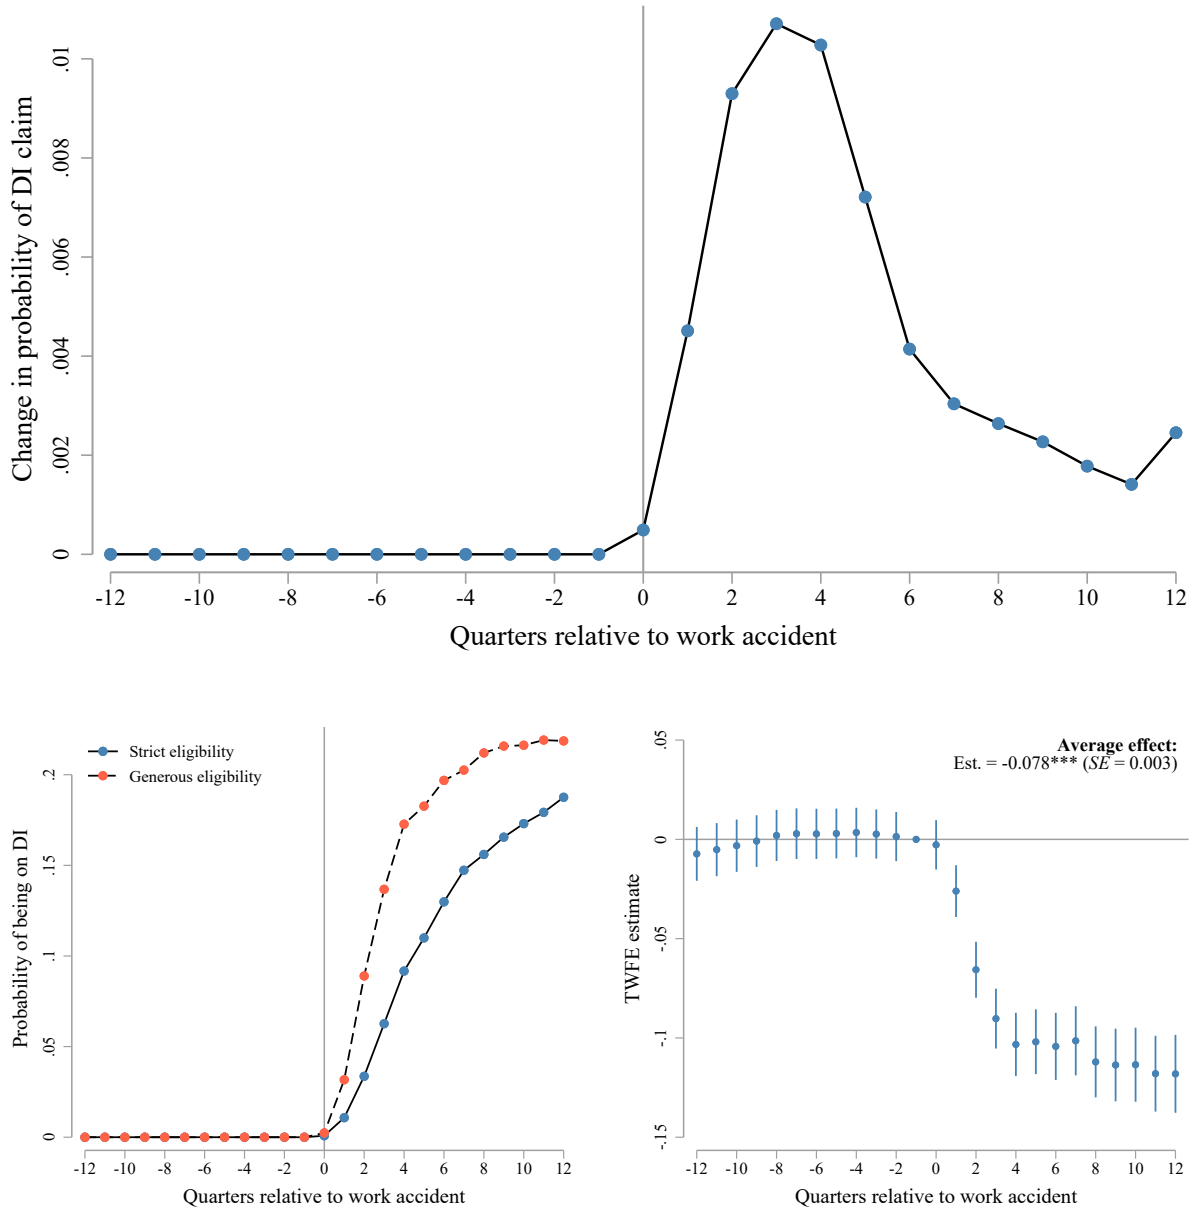 Change in probability of DI claim
.01
.008
.006
.004
.002
0
-12 -10 -8 -6 -4 -2 0 2 4 6 8 10 12
Quarters relative to work accident
Strict eligibility
Generous eligibility
Probability of being on DI
.2
.15
.1
.05
0
-12 -10 -8 -6 -4 -2 0 2 4 6 8 10 12
Quarters relative to work accident
Average effect:
Est. = -0.078*** (SE = 0.003)
TWFE estimate
.05
0
-.05
-.1
-.15
-12 -10 -8 -6 -4 -2 0 2 4 6 8 10 12
Quarters relative to work accident